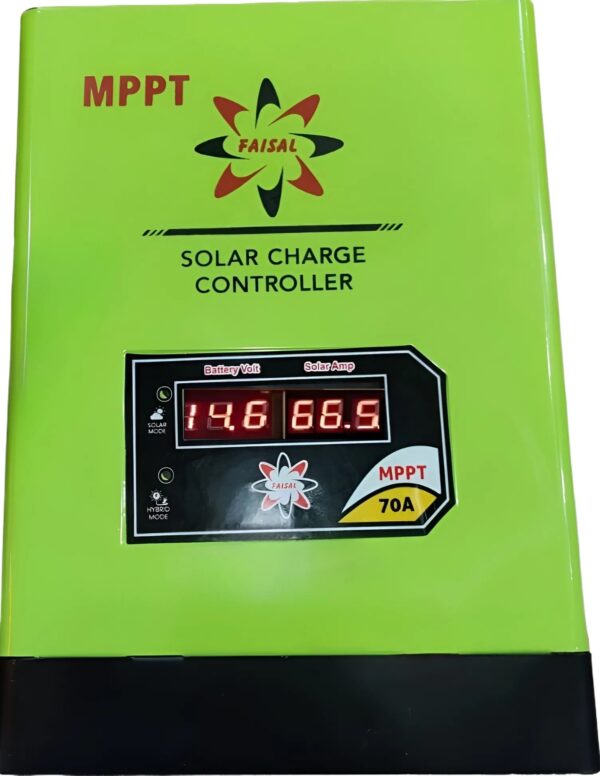 MPPT
FAISAL
SOLAR CHARGE
CONTROLLER
Battery Volt Solar Amp
14.6 66.5
SOLAR
MODE
FAISAL
MPPT
70A
HYBRID
MODE